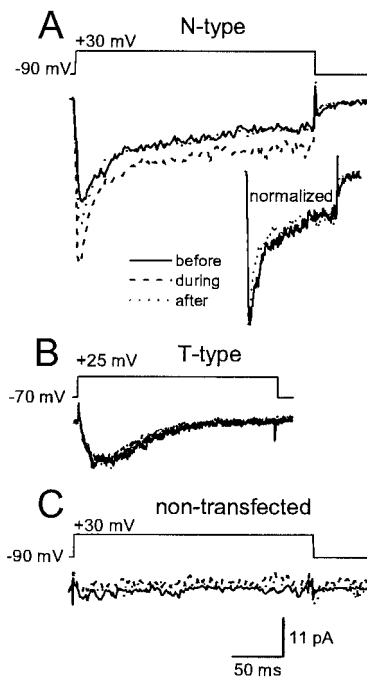 A
N-type
+30 mV
-90 mV
normalized
before
during
after
B
T-type
+25 mV
-70 mV
C
non-transfected
+30 mV
-90 mV
11 pA
50 ms